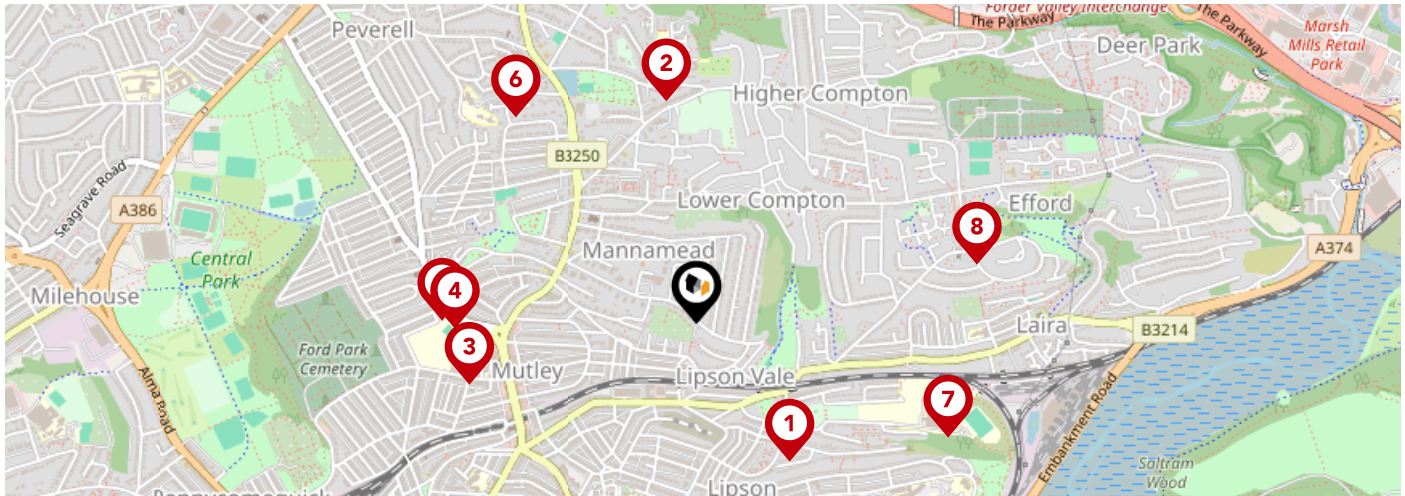 Forder Valley Interchange
The Parkway
The Parkway
Peverell
Marsh
Mills Retail
Park
Deer Park
2
6
Higher Compton
B3250
Seagrave Road
A386
Lower Compton
Efford
8
Mannamead
A374
Central
Park
4
Milehouse
B3214
Laira
3
Ford Park
Cemetery
Mutley
Lipson Vale
Alma Road
7
1
Embankment Road
Saltram
Wood
Lipson
Pennycomequick